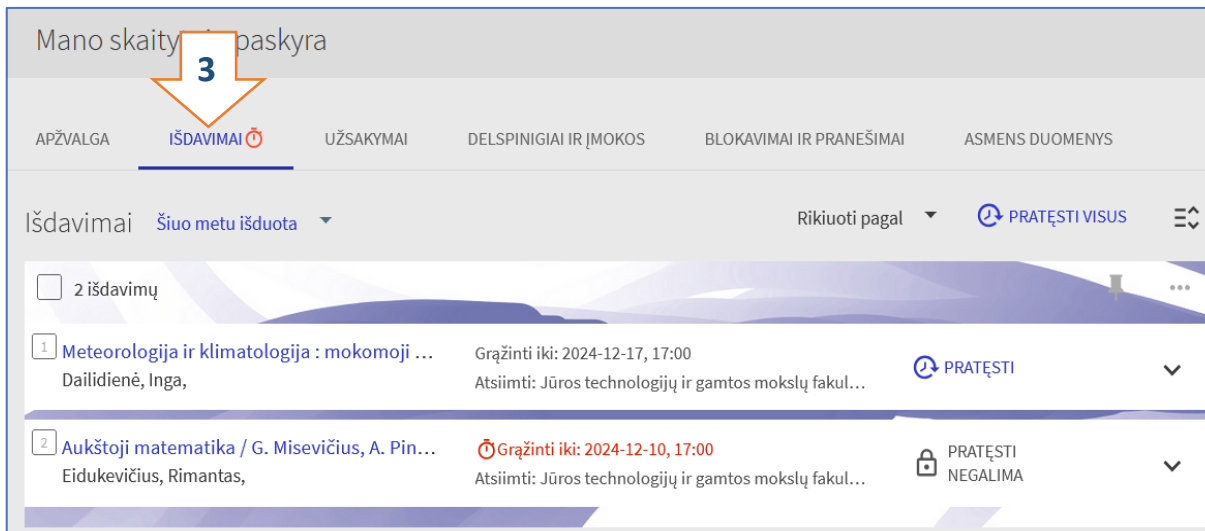 Mano skaity paskyra
3
APŽVALGA IŠDAVIMAI UŽSAKYMAI DELSPINIGIAI IR ĮMOKOS BLOKAVIMAI IR PRANEŠIMAI ASMENS DUOMENYS
Išdavimai Šiuo metu išduota Rikiuoti pagal PRATĘSTI VISUS
2 išdavimų
1 Meteorologija ir klimatologija : mokomoji ... Grąžinti iki: 2024-12-17, 17:00 PRATĘSTI
Dailidienė, Inga, Atsiimti: Jūros technologijų ir gamtos mokslų fakul...
2 Aukštoji matematika / G. Misevičius, A. Pin... Grąžinti iki: 2024-12-10, 17:00 PRATĘSTI NEGALIMA
Eidukevičius, Rimantas, Atsiimti: Jūros technologijų ir gamtos mokslų fakul...